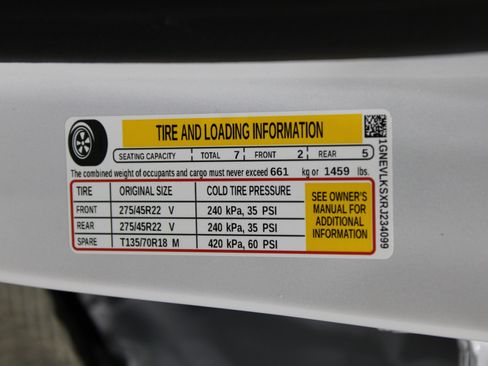 TIRE AND LOADING INFORMATION
SEATING CAPACITY TOTAL 7 FRONT 2 REAR 5
The combined weight of occupants and cargo must never exceed 661 kg or 1459 lbs.
TIRE ORIGINAL SIZE COLD TIRE PRESSURE
FRONT 275/45R22 V 240 kPa, 35 PSI
REAR 275/45R22 V 240 kPa, 35 PSI
SPARE T135/70R18 M 420 kPa, 60 PSI
SEE OWNER'S
MANUAL FOR
ADDITIONAL
INFORMATION
1GNEVLKSXRJ234099